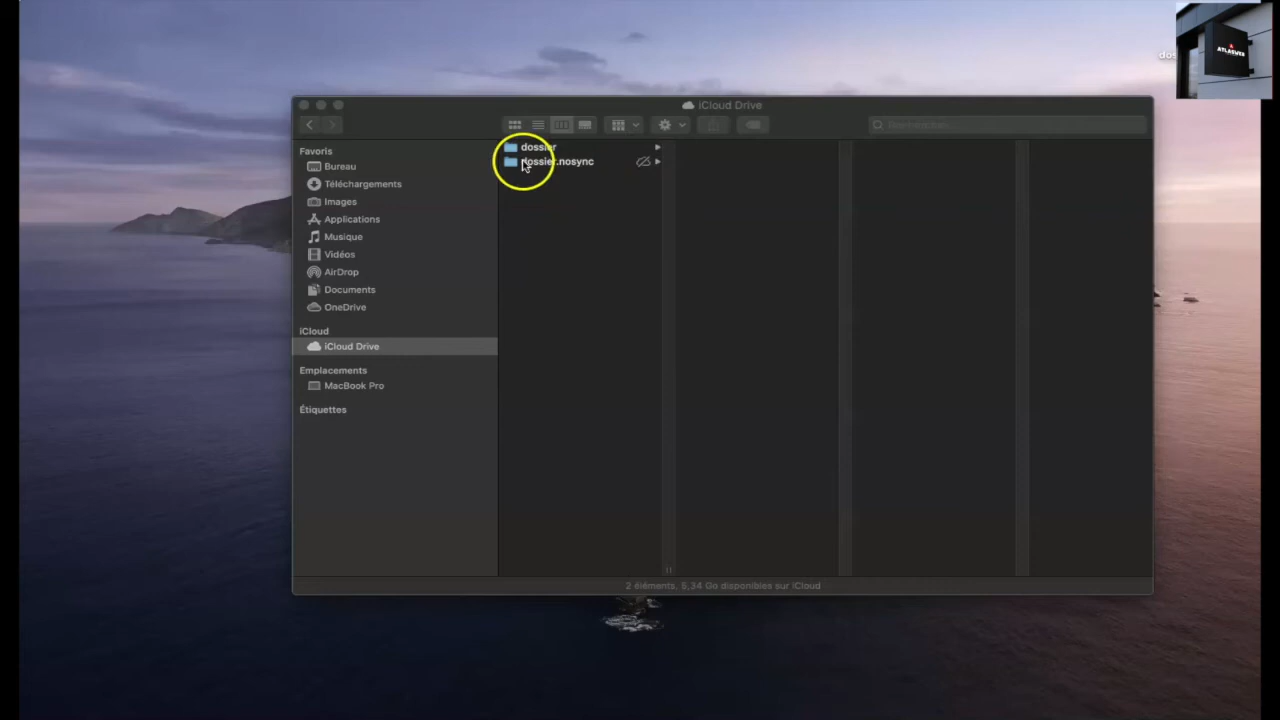 ATLASWEB
iCloud Drive
Favoris
Bureau
Téléchargements
Images
Applications
Musique
Vidéos
AirDrop
Documents
OneDrive
iCloud
iCloud Drive
Emplacements
MacBook Pro
Étiquettes
dossier
dossier.nosync
2 éléments, 5,34 Go disponibles sur iCloud